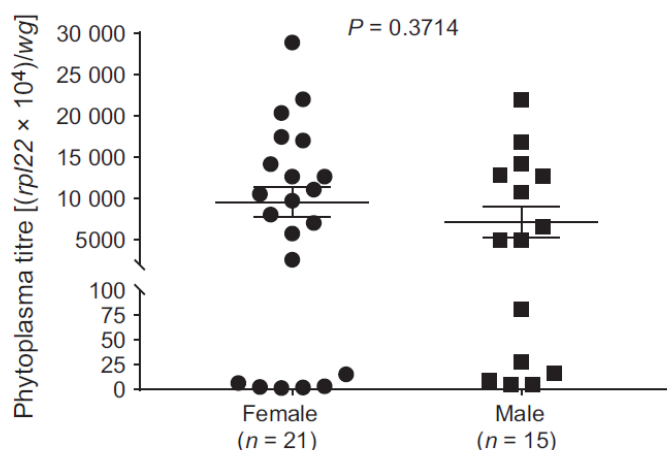 P = 0.3714
Phytoplasma titre [(rpl22 × 10⁴)/wg]
30 000
25 000
20 000
15 000
10 000
5000
100
75
50
25
0
Female
(n = 21)
Male
(n = 15)